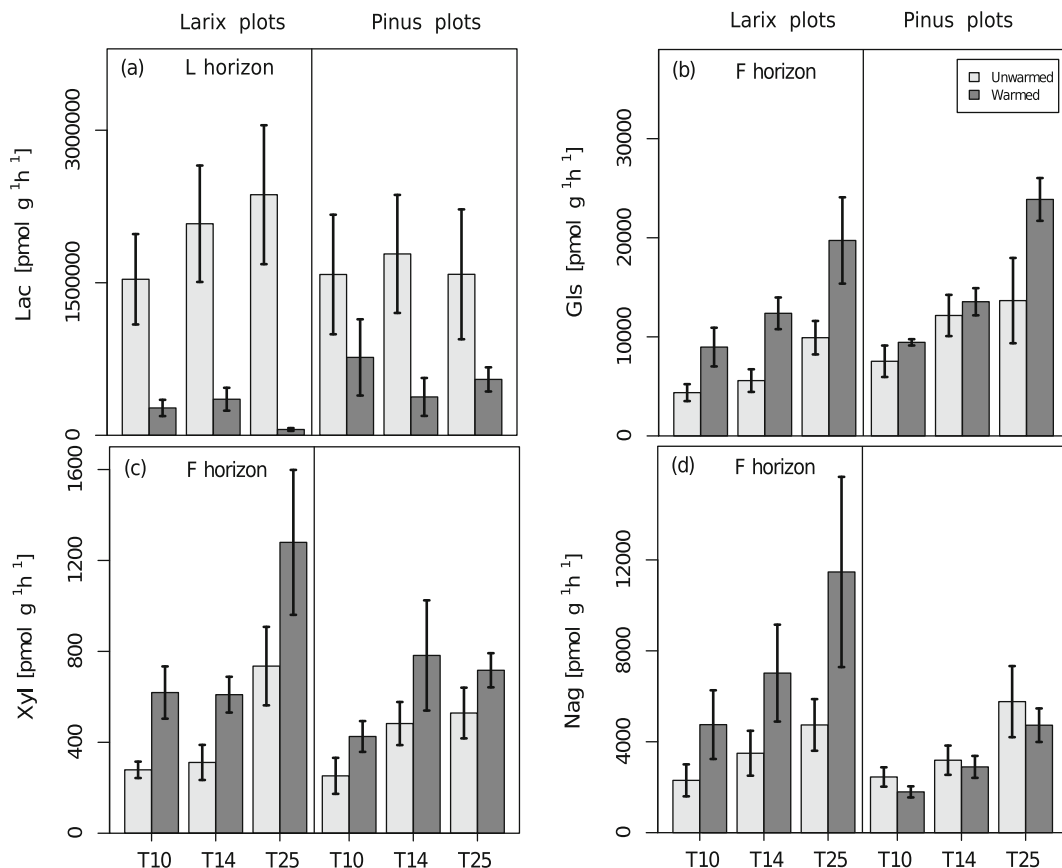 Larix plots Pinus plots
(a) L horizon
Lac [pmol g 1h 1]
3000000
1500000
0
Larix plots Pinus plots
(b) F horizon
Unwarmed
Warmed
Gls [pmol g 1h 1]
30000
20000
10000
0
(c) F horizon
Xyl [pmol g 1h 1]
1600
1200
800
400
0
T10 T14 T25 T10 T14 T25
(d) F horizon
Nag [pmol g 1h 1]
12000
8000
4000
0
T10 T14 T25 T10 T14 T25